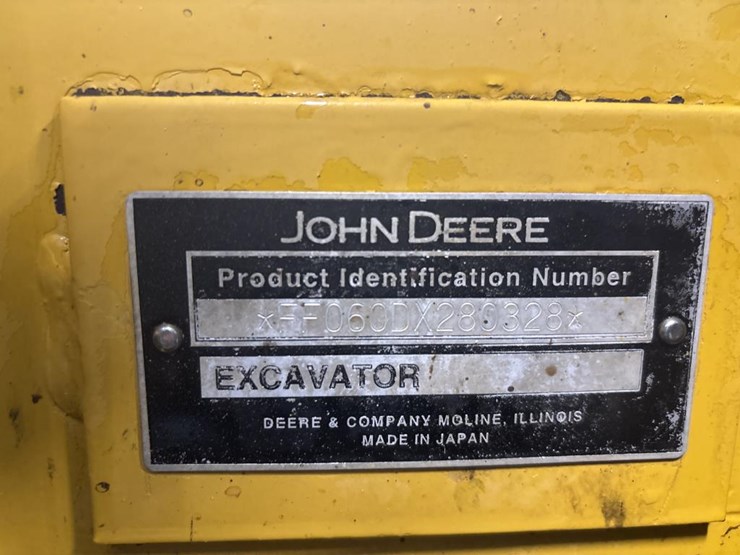 JOHN DEERE
Product Identification Number
*FF060DX280328*
EXCAVATOR
DEERE & COMPANY MOLINE, ILLINOIS
MADE IN JAPAN